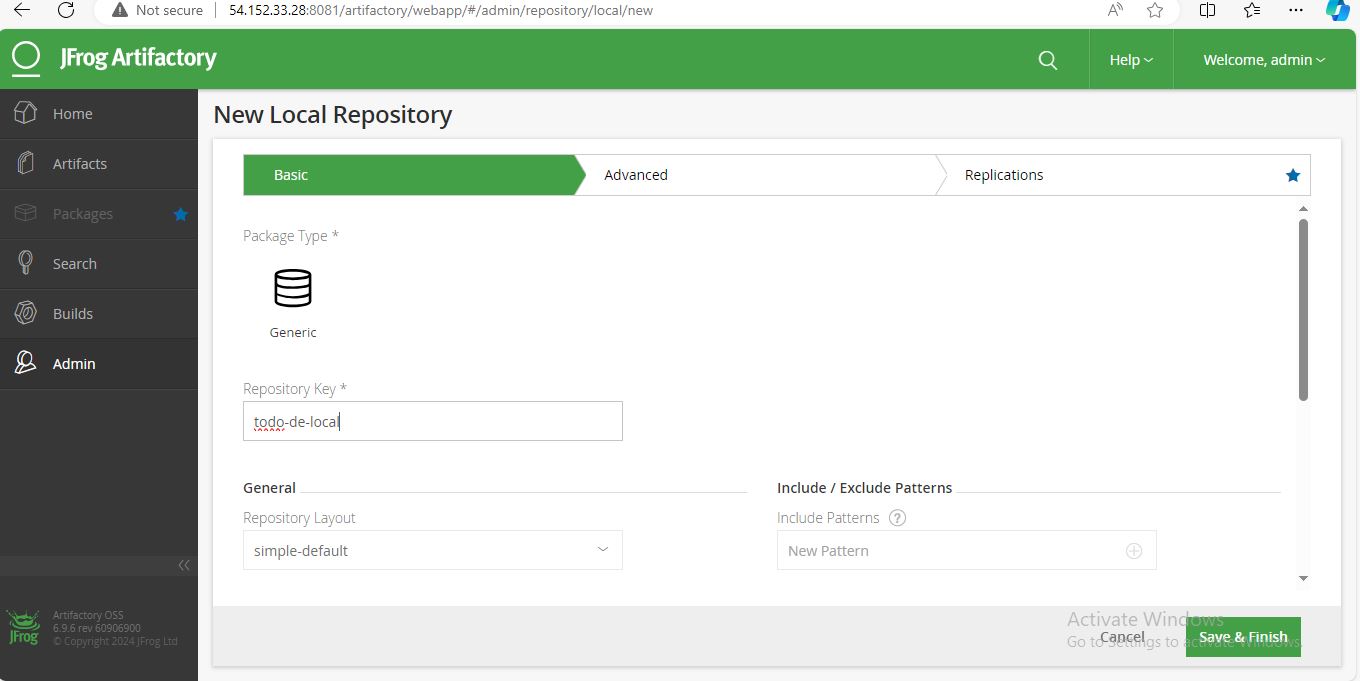 Not secure 54.152.33.28:8081/artifactory/webapp/#/admin/repository/local/new
JFrog Artifactory
Help
Welcome, admin
Home
Artifacts
Packages
Search
Builds
Admin
Artifactory OSS
6.9.6 rev 60906900
© Copyright 2024 JFrog Ltd
JFrog
New Local Repository
Basic
Advanced
Replications
Package Type *
Generic
Repository Key *
todo-de-local
General
Repository Layout
simple-default
Include / Exclude Patterns
Include Patterns ?
New Pattern
Cancel
Save & Finish
Activate Windows
Go to Settings to activate Windows.